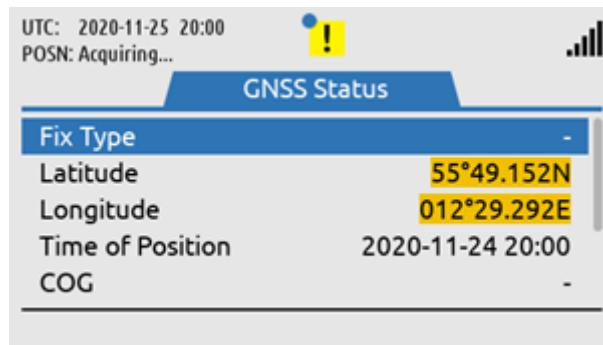 UTC: 2020-11-25 20:00
POSN: Acquiring...
!
GNSS Status
Fix Type -
Latitude 55°49.152N
Longitude 012°29.292E
Time of Position 2020-11-24 20:00
COG -